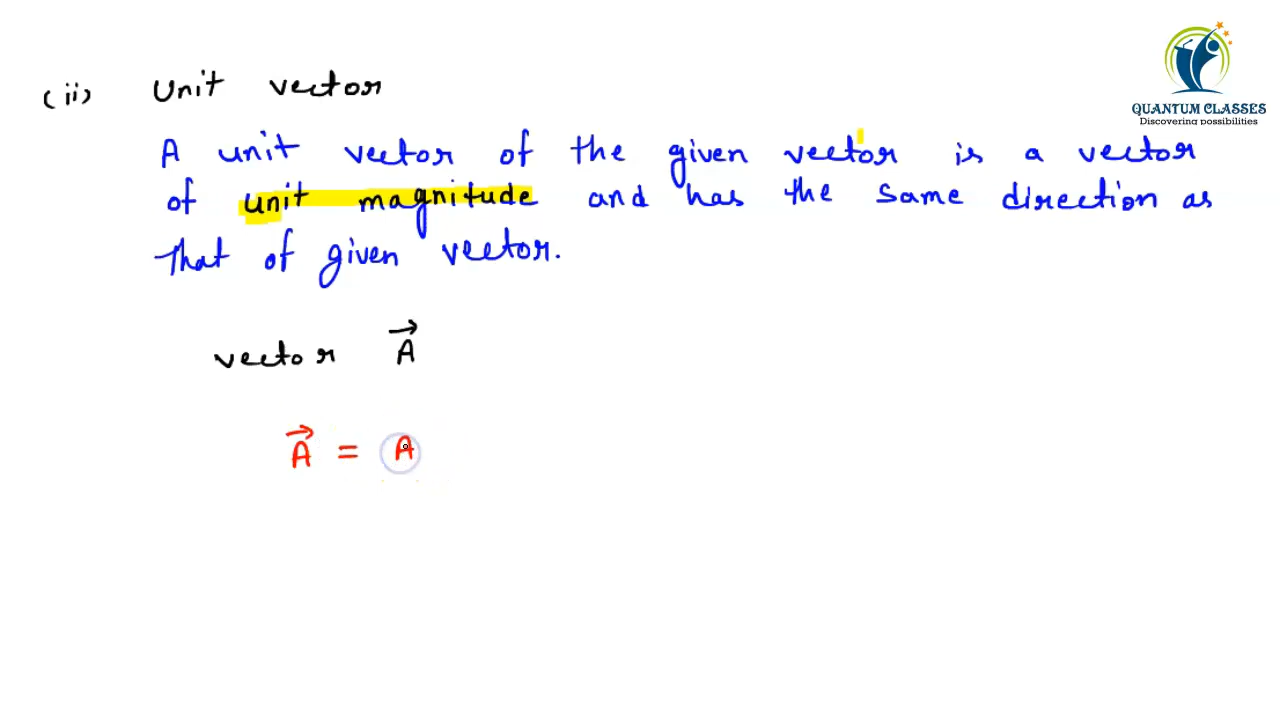 QUANTUM CLASSES
Discovering possibilities
(ii) Unit vector
A unit vector of the given vector is a vector
of unit magnitude and has the same direction as
that of given vector.
vector A⃗
A⃗ = A